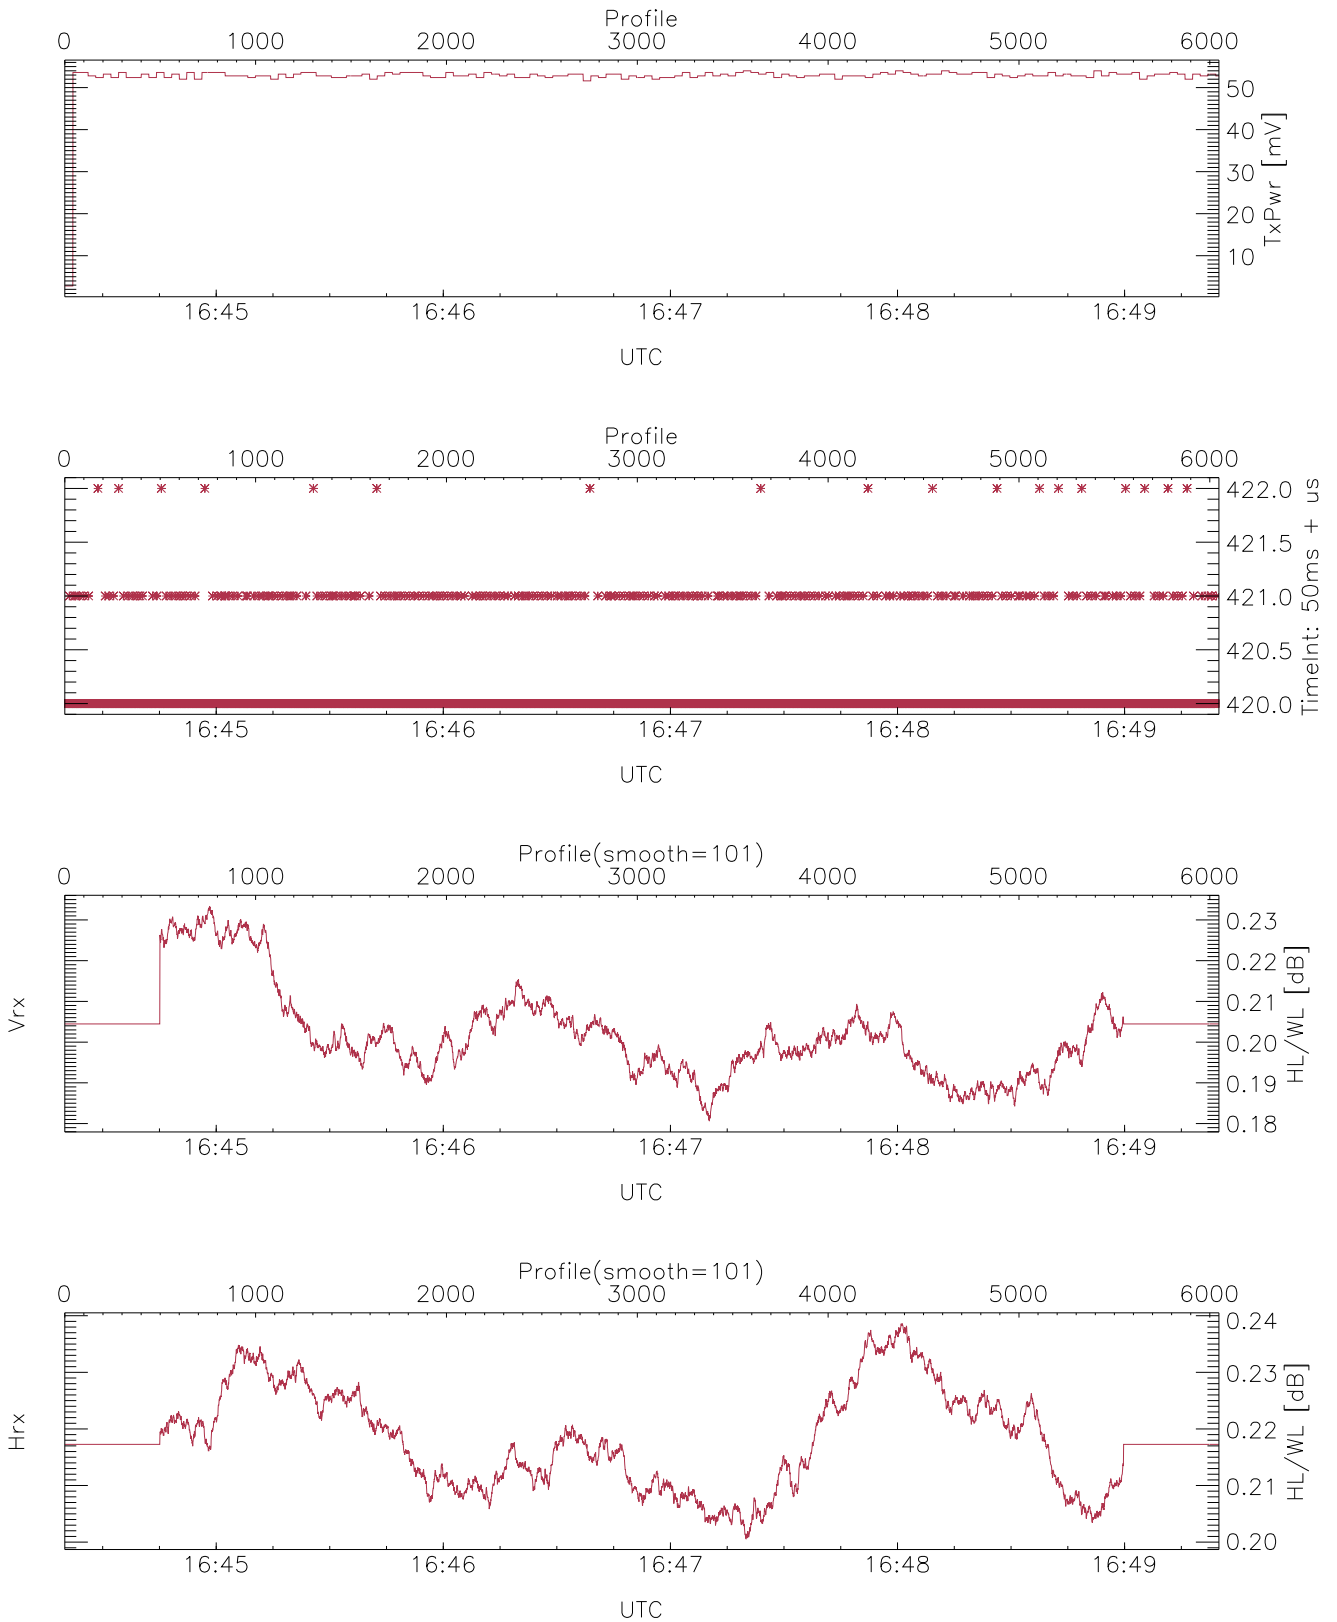 Profile
0 1000 2000 3000 4000 5000 6000
50
40
30
20
10
TxPwr [mV]
16:45 16:46 16:47 16:48 16:49
UTC
Profile
0 1000 2000 3000 4000 5000 6000
422.0
421.5
421.0
420.5
420.0
TimeInt: 50ms + us
16:45 16:46 16:47 16:48 16:49
UTC
Profile(smooth=101)
0 1000 2000 3000 4000 5000 6000
Vrx
0.23
0.22
0.21
0.20
0.19
0.18
HL/WL [dB]
16:45 16:46 16:47 16:48 16:49
UTC
Profile(smooth=101)
0 1000 2000 3000 4000 5000 6000
Hrx
0.24
0.23
0.22
0.21
0.20
HL/WL [dB]
16:45 16:46 16:47 16:48 16:49
UTC